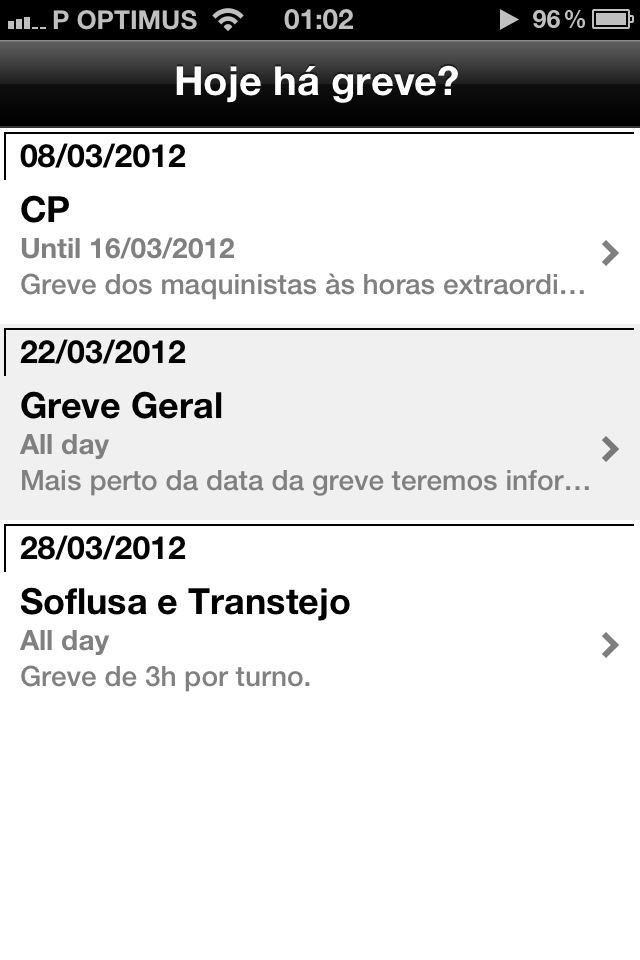 P OPTIMUS 01:02 96%
Hoje há greve?
08/03/2012
CP
Until 16/03/2012
Greve dos maquinistas às horas extraordi…
22/03/2012
Greve Geral
All day
Mais perto da data da greve teremos infor…
28/03/2012
Soflusa e Transtejo
All day
Greve de 3h por turno.